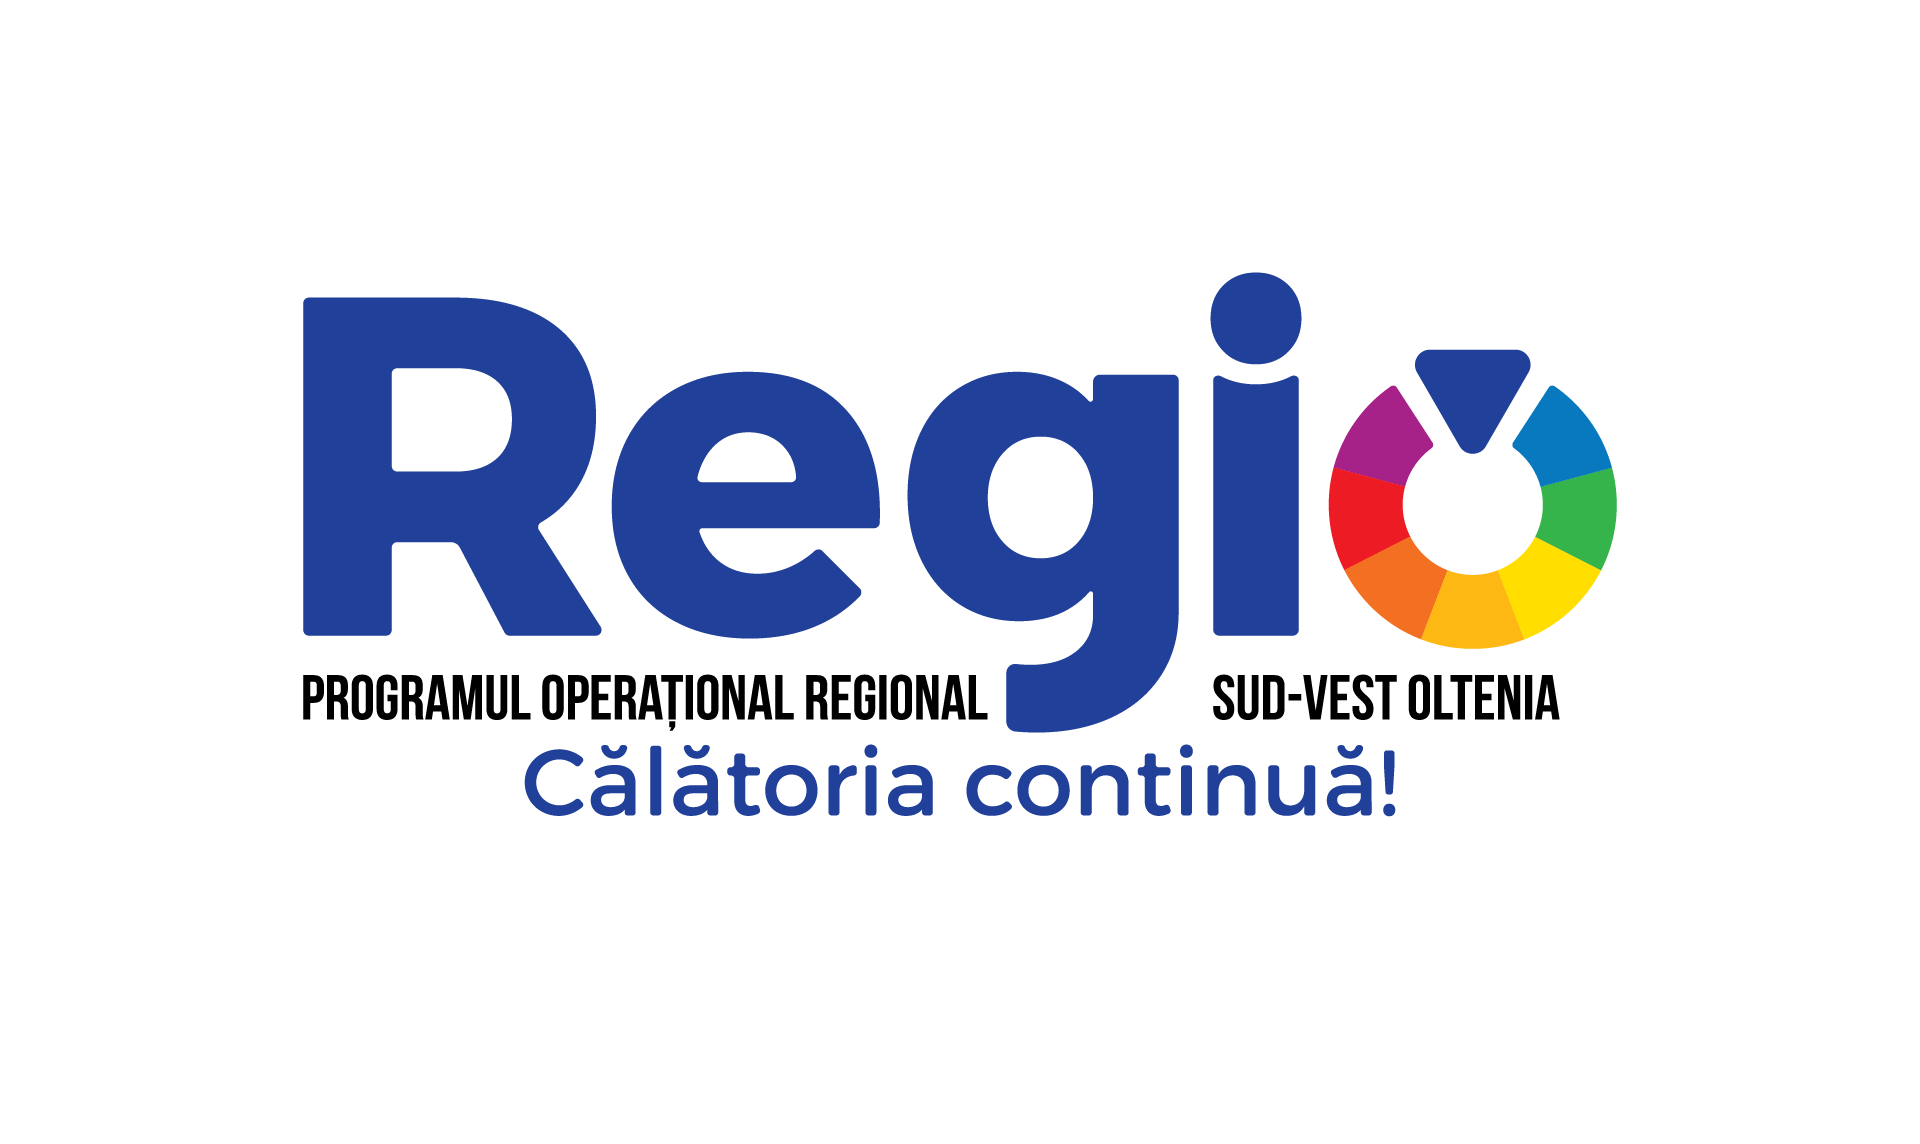 Regio
PROGRAMUL OPERAȚIONAL REGIONAL SUD-VEST OLTENIA
Călătoria continuă!